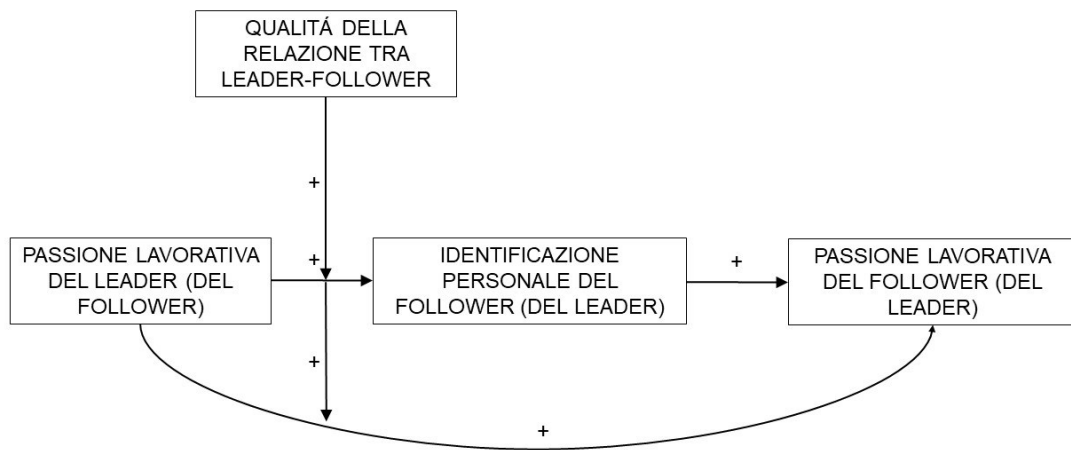 QUALITÁ DELLA
RELAZIONE TRA
LEADER-FOLLOWER
+
+
PASSIONE LAVORATIVA
DEL LEADER (DEL
FOLLOWER)
IDENTIFICAZIONE
PERSONALE DEL
FOLLOWER (DEL LEADER)
+
PASSIONE LAVORATIVA
DEL FOLLOWER (DEL
LEADER)
+
+